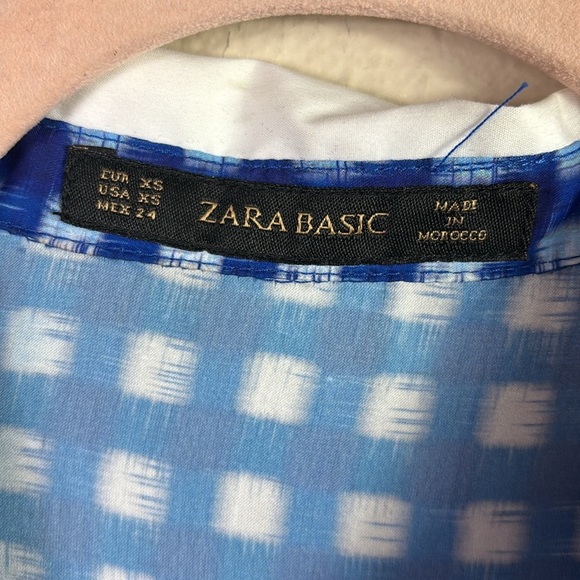 EUR XS
USA XS
MEX 24
ZARA BASIC
MADE
IN
MOROCCO